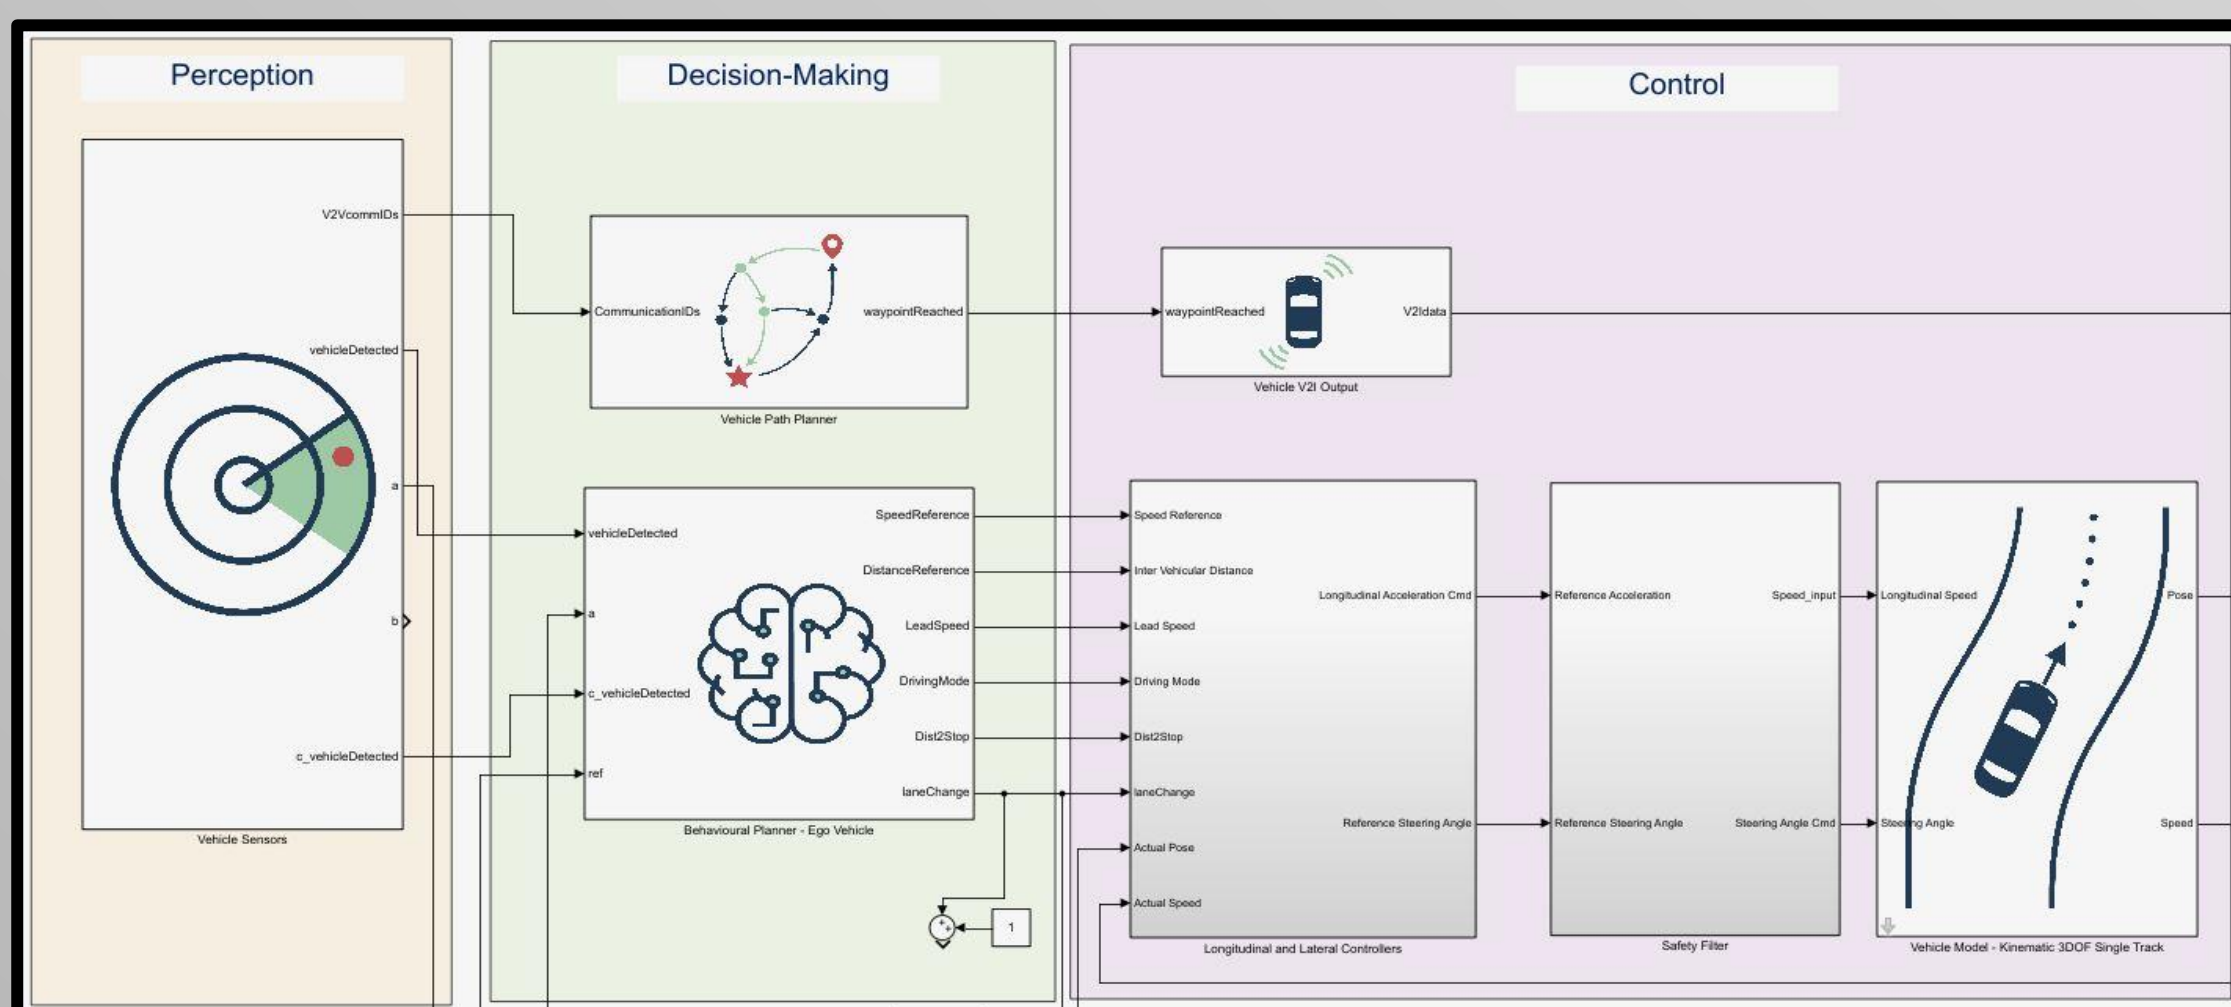 Perception
Decision-Making
Control
V2VcommIDs
vehicleDetected
a
b
c_vehicleDetected
Vehicle Sensors
CommunicationIDs
waypointReached
Vehicle Path Planner
vehicleDetected
a
c_vehicleDetected
ref
SpeedReference
DistanceReference
LeadSpeed
DrivingMode
Dist2Stop
laneChange
Behavioural Planner - Ego Vehicle
1
waypointReached
V2Idata
Vehicle V2I Output
Speed Reference
Inter Vehicular Distance
Lead Speed
Driving Mode
Dist2Stop
laneChange
Actual Pose
Actual Speed
Longitudinal Acceleration Cmd
Reference Steering Angle
Longitudinal and Lateral Controllers
Reference Acceleration
Reference Steering Angle
Speed_input
Steering Angle Cmd
Safety Filter
Longitudinal Speed
Steering Angle
Pose
Speed
Vehicle Model - Kinematic 3DOF Single Track